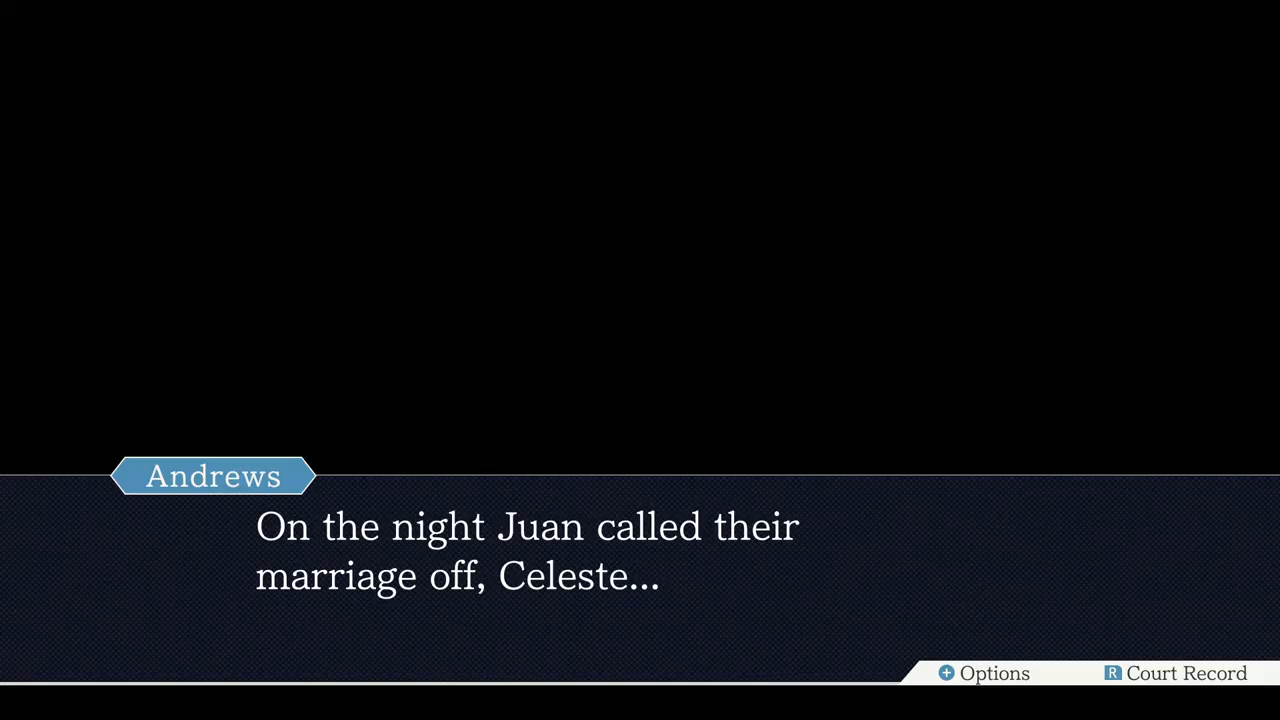 Andrews
On the night Juan called their
marriage off, Celeste...
+ Options
R Court Record